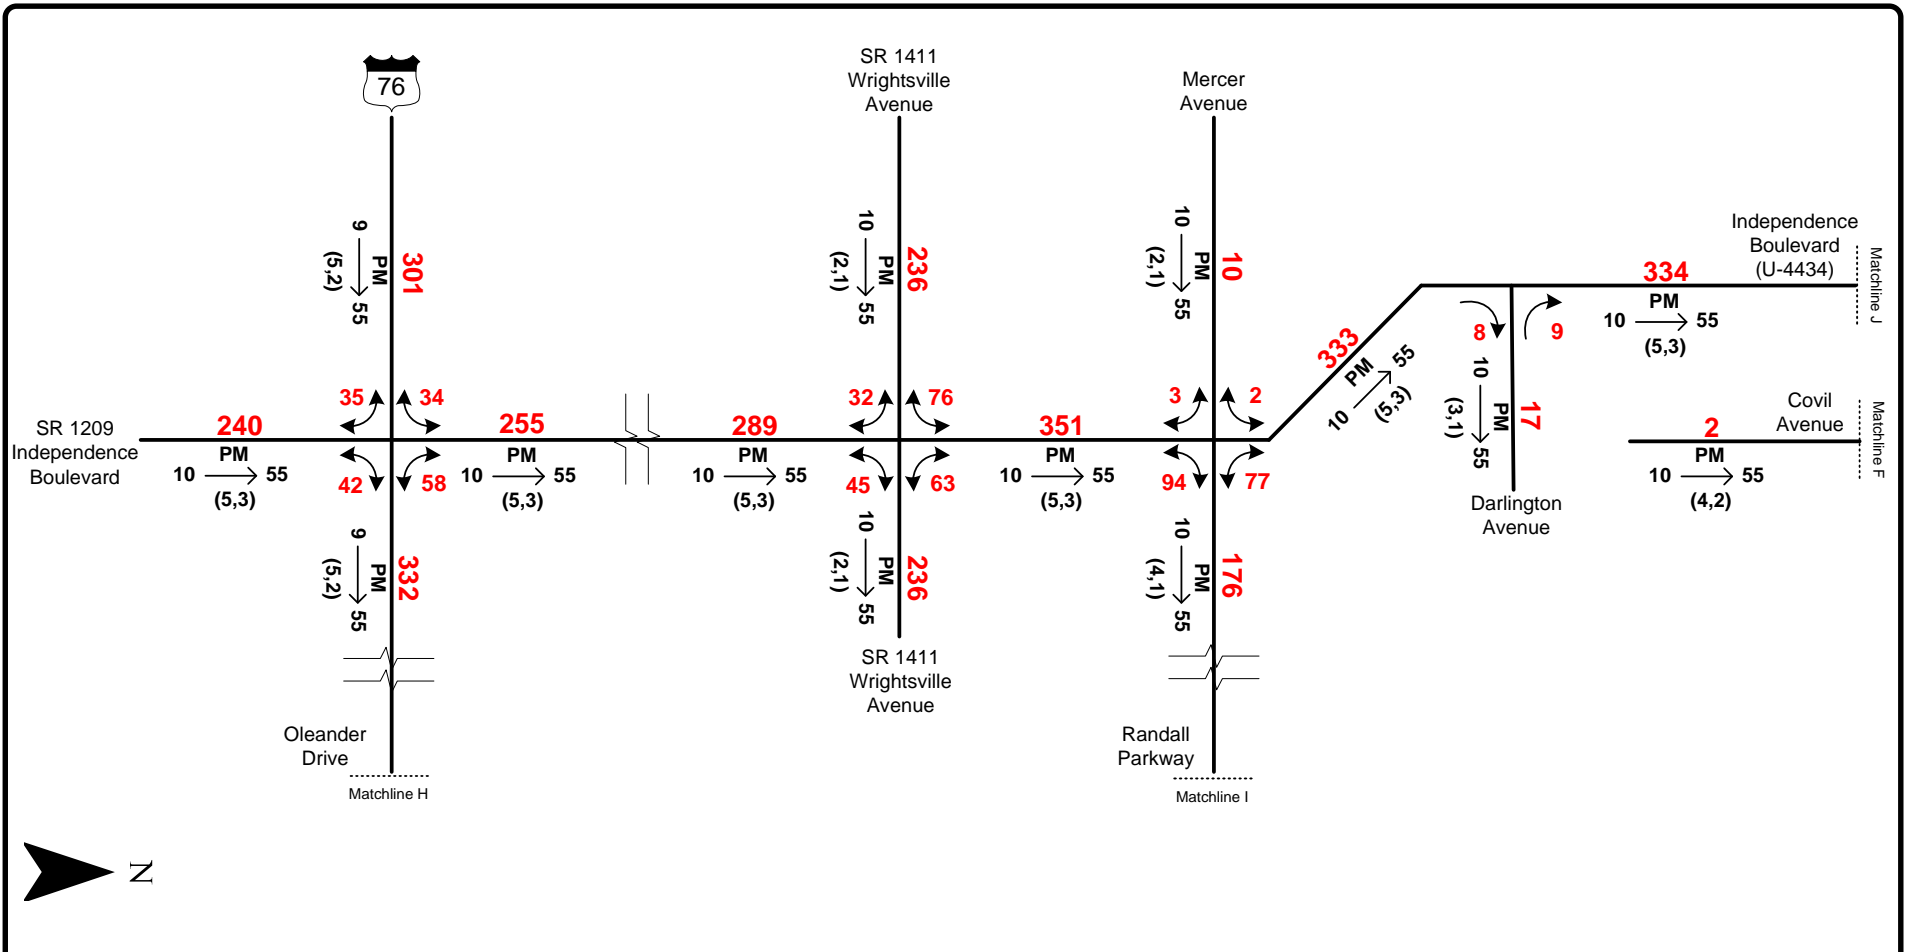 76
SR 1411
Wrightsville
Avenue
Mercer
Avenue
9 → 55
PM
(5,2)
301
10 → 55
PM
(2,1)
236
10 → 55
PM
(2,1)
10
Independence
Boulevard
(U-4434)
Matchline J
334
PM
10 → 55
(5,3)
333
PM
10 → 55
(5,3)
8
9
10 → 55
PM
(3,1)
17
Darlington
Avenue
Covil
Avenue
Matchline F
2
PM
10 → 55
(4,2)
SR 1209
Independence
Boulevard
240
PM
10 → 55
(5,3)
35
34
42
58
255
PM
10 → 55
(5,3)
289
PM
10 → 55
(5,3)
32
76
45
63
351
PM
10 → 55
(5,3)
3
2
94
77
9 → 55
PM
(5,2)
332
10 → 55
PM
(2,1)
236
10 → 55
PM
(4,1)
176
SR 1411
Wrightsville
Avenue
Oleander
Drive
Matchline H
Randall
Parkway
Matchline I
N